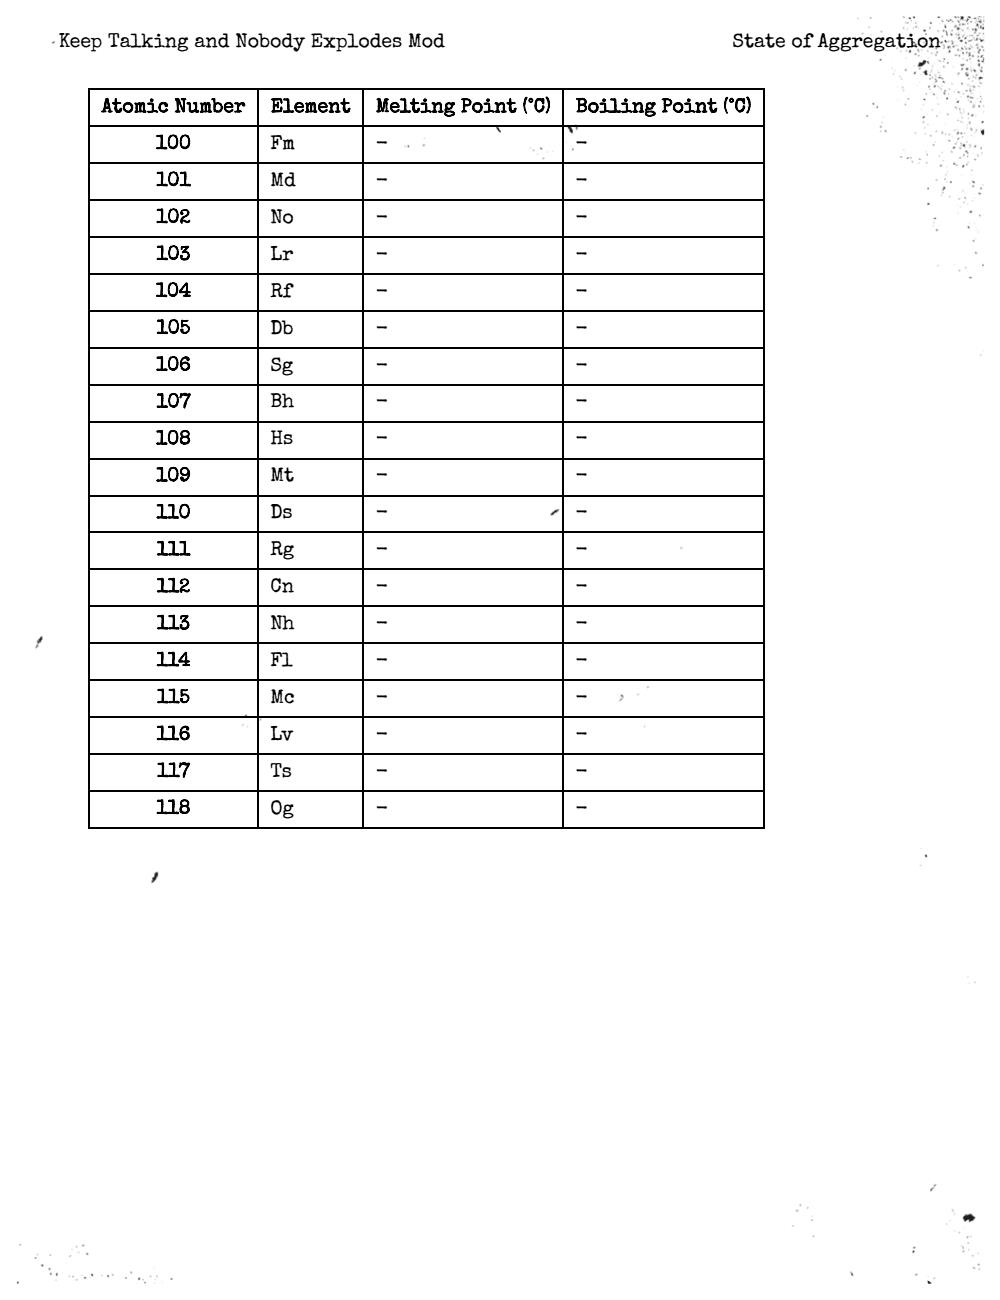 Keep Talking and Nobody Explodes Mod State of Aggregation
Atomic Number Element Melting Point (°C) Boiling Point (°C)
100 Fm – –
101 Md – –
102 No – –
103 Lr – –
104 Rf – –
105 Db – –
106 Sg – –
107 Bh – –
108 Hs – –
109 Mt – –
110 Ds – –
111 Rg – –
112 Cn – –
113 Nh – –
114 Fl – –
115 Mc – –
116 Lv – –
117 Ts – –
118 Og – –